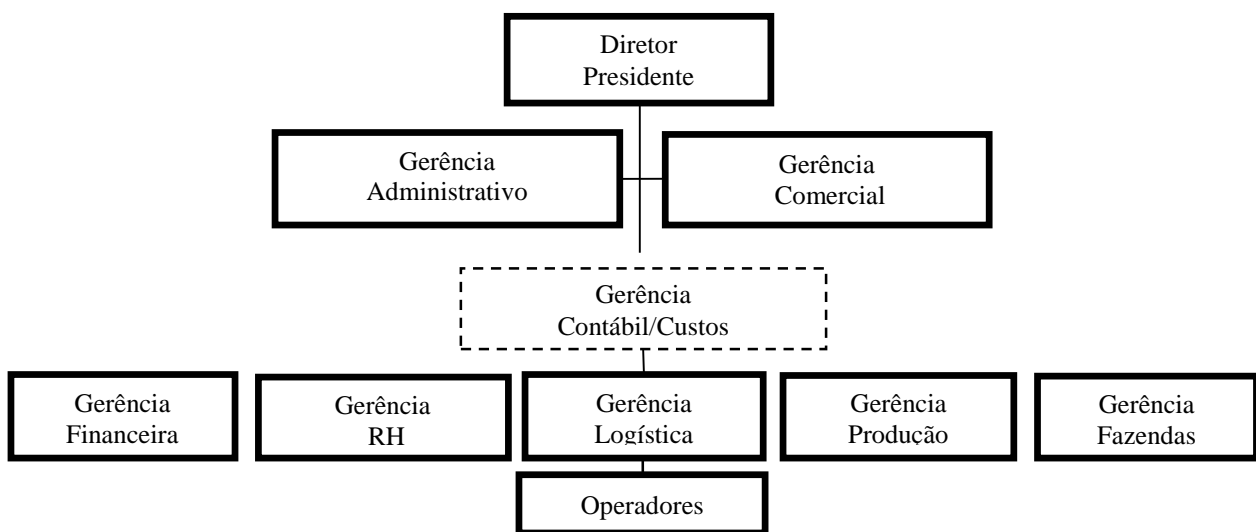 Diretor
Presidente
Gerência
Administrativo
Gerência
Comercial
Gerência
Contábil/Custos
Gerência
Financeira
Gerência
RH
Gerência
Logística
Gerência
Produção
Gerência
Fazendas
Operadores